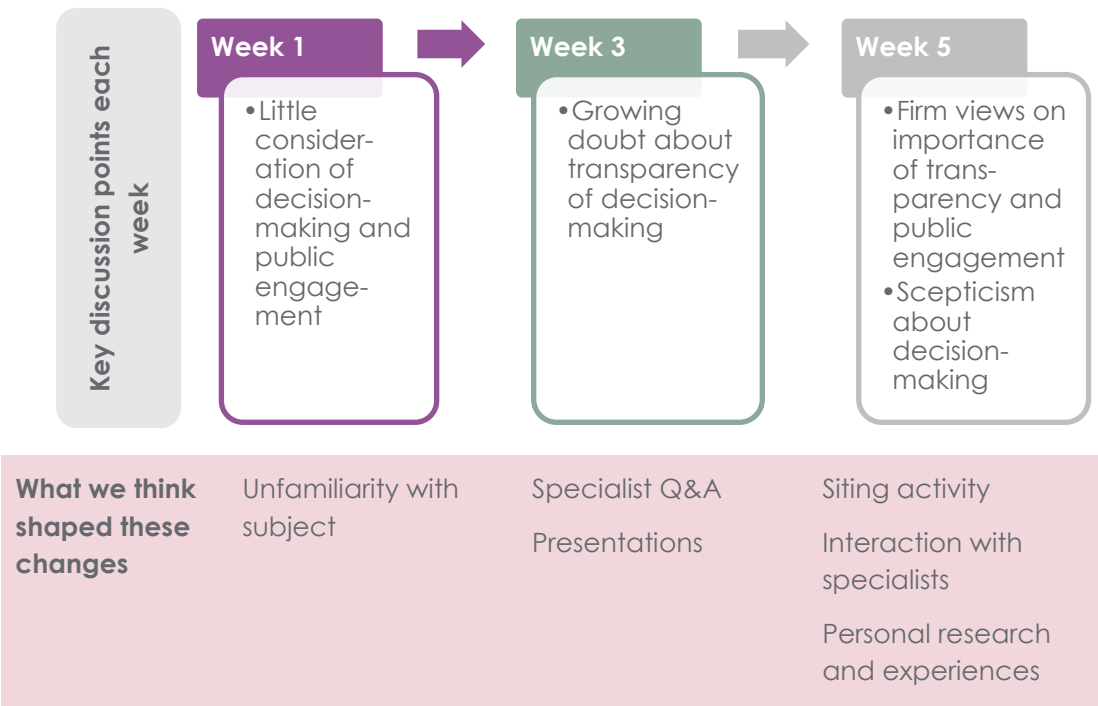 Key discussion points each
week
Week 1
•Little
consider-
ation of
decision-
making and
public
engage-
ment
Week 3
•Growing
doubt about
transparency
of decision-
making
Week 5
•Firm views on
importance
of trans-
parency and
public
engagement
•Scepticism
about
decision-
making
What we think
shaped these
changes
Unfamiliarity with
subject
Specialist Q&A
Presentations
Siting activity
Interaction with
specialists
Personal research
and experiences